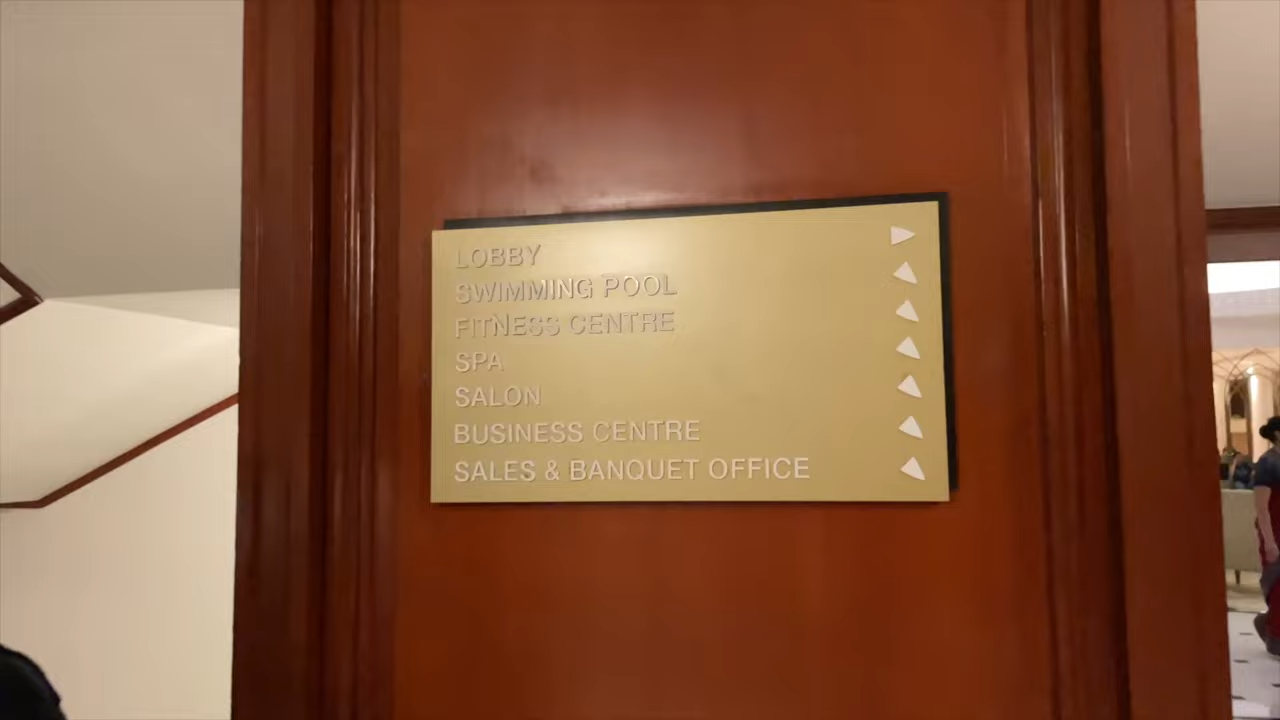 LOBBY
SWIMMING POOL
FITNESS CENTRE
SPA
SALON
BUSINESS CENTRE
SALES & BANQUET OFFICE